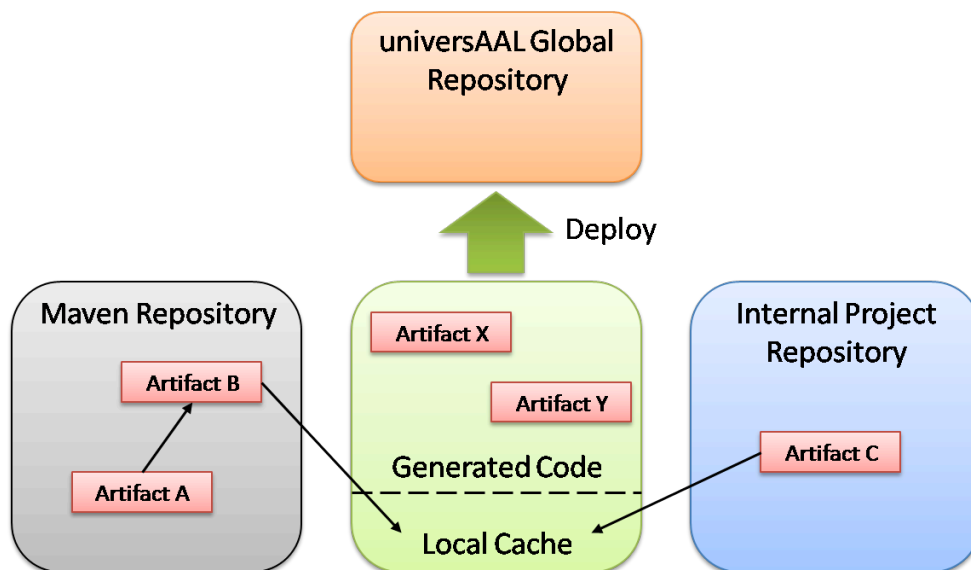 universAAL Global
Repository
Deploy
Maven Repository
Artifact B
Artifact A
Artifact X
Artifact Y
Generated Code
Local Cache
Internal Project
Repository
Artifact C